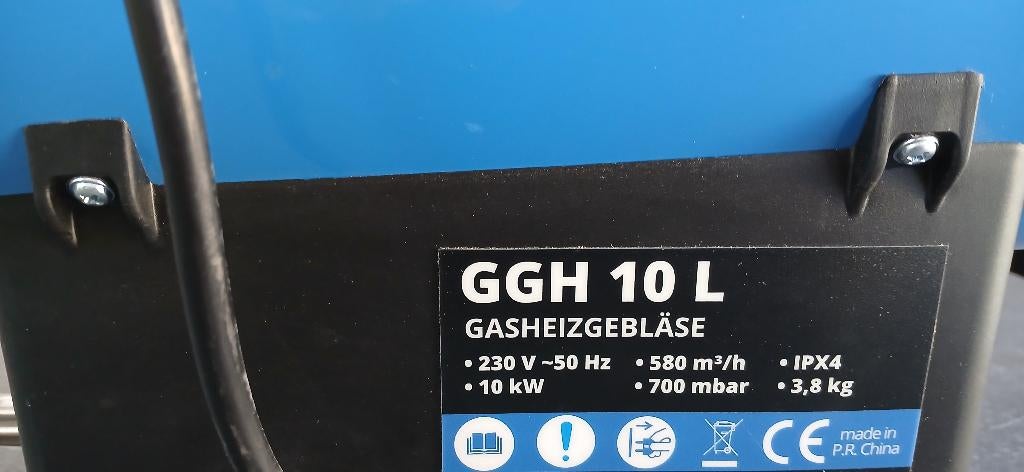 GGH 10 L
GASHEIZGEBLÄSE
• 230 V ~50 Hz • 580 m³/h • IPX4
• 10 kW • 700 mbar • 3,8 kg
CE made in
P.R. China